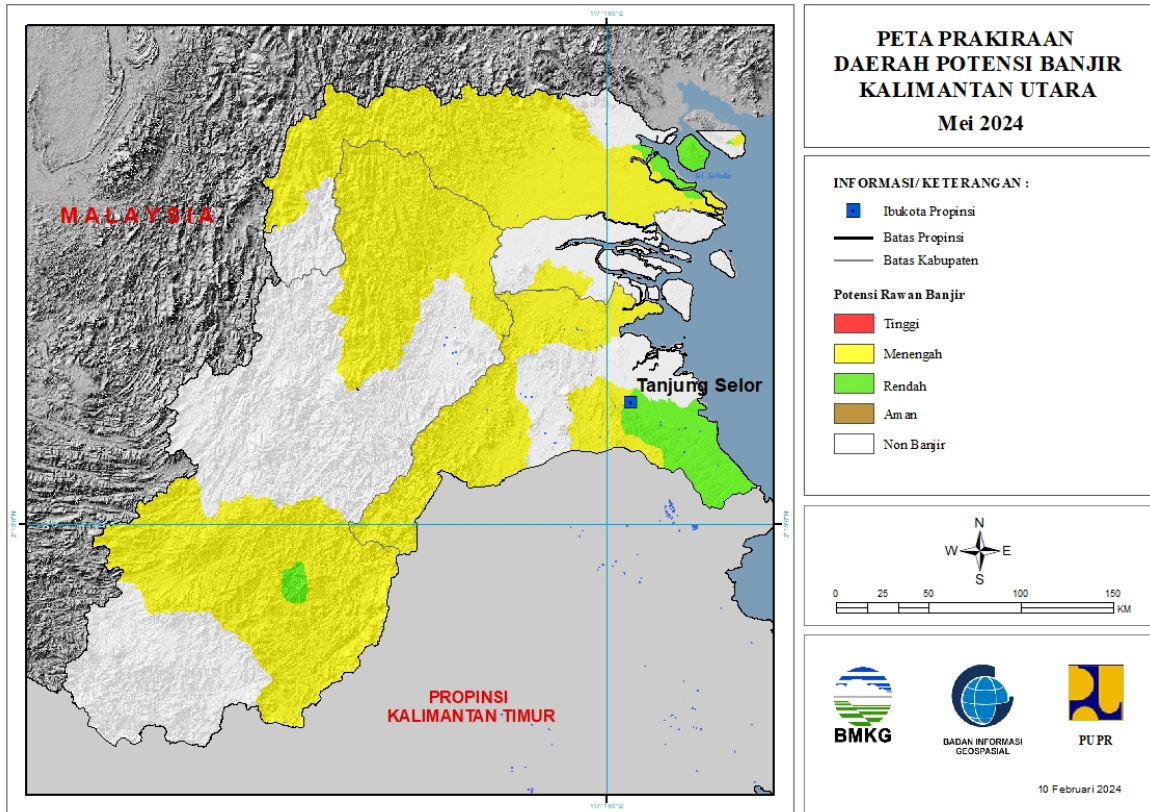 PETA PRAKIRAAN
DAERAH POTENSI BANJIR
KALIMANTAN UTARA
Mei 2024
INFORMASI/ KETERANGAN :
Ibukota Propinsi
Batas Propinsi
Batas Kabupaten
Potensi Rawan Banjir
Tinggi
Menengah
Rendah
Aman
Non Banjir
N
W E
S
0 25 50 100 150
KM
BMKG
BADAN INFORMASI
GEOSPASIAL
PUPR
10 Februari 2024
MALAYSIA
Tanjung Selor
PROPINSI
KALIMANTAN TIMUR